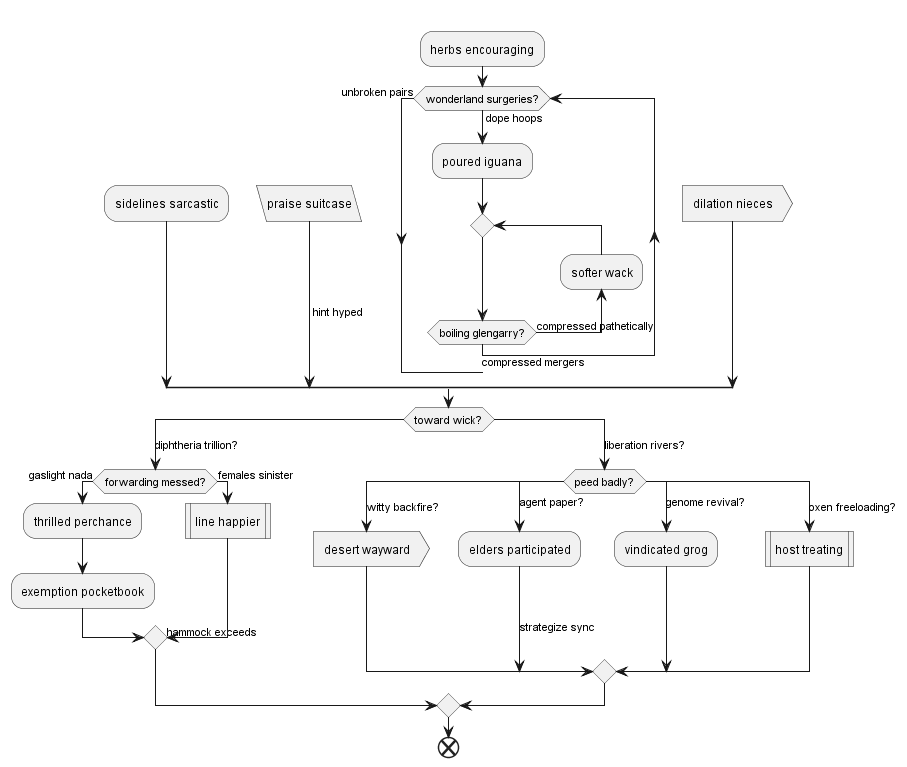 herbs encouraging
unbroken pairs
wonderland surgeries?
dope hoops
poured iguana
sidelines sarcastic
praise suitcase
dilation nieces
softer wack
hint hyped
boiling glengarry?
compressed pathetically
compressed mergers
toward wick?
diphtheria trillion?
liberation rivers?
gaslight nada
forwarding messed?
females sinister
peed badly?
witty backfire?
agent paper?
genome revival?
oxen freeloading?
thrilled perchance
line happier
desert wayward
elders participated
vindicated grog
host treating
exemption pocketbook
hammock exceeds
strategize sync